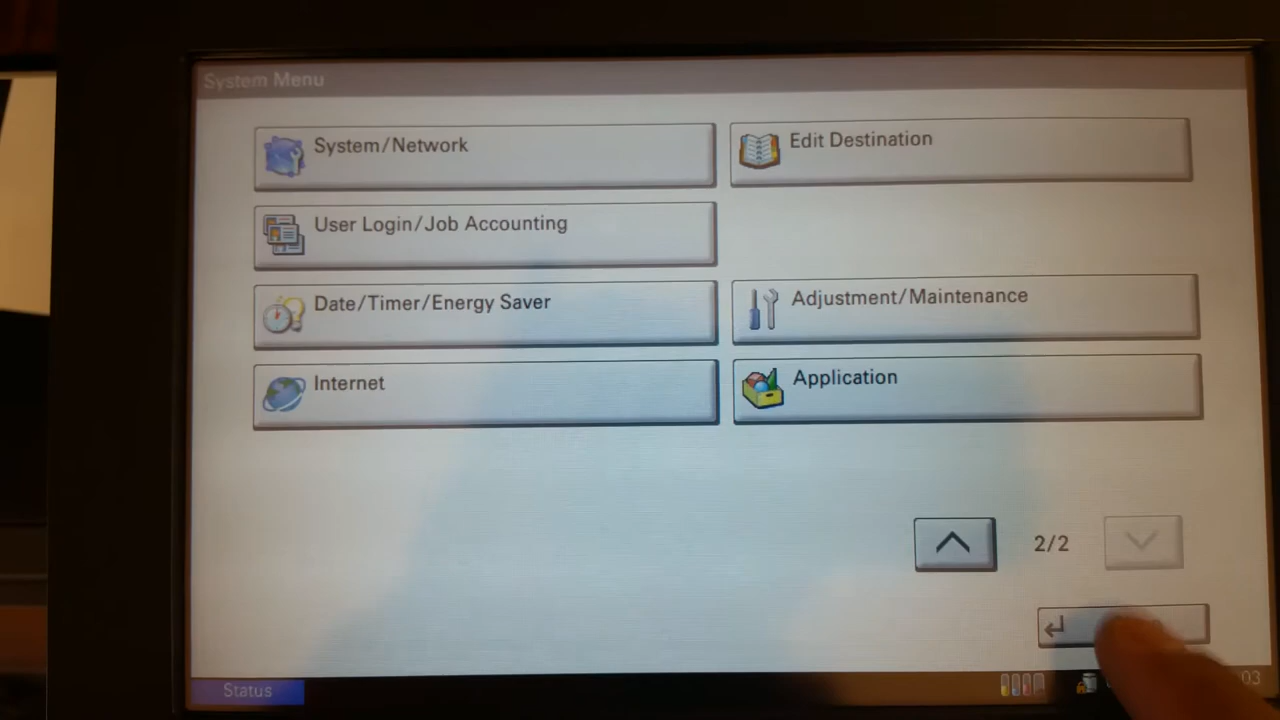 System Menu
System/Network
Edit Destination
User Login/Job Accounting
Date/Timer/Energy Saver
Adjustment/Maintenance
Internet
Application
2/2
Status
03